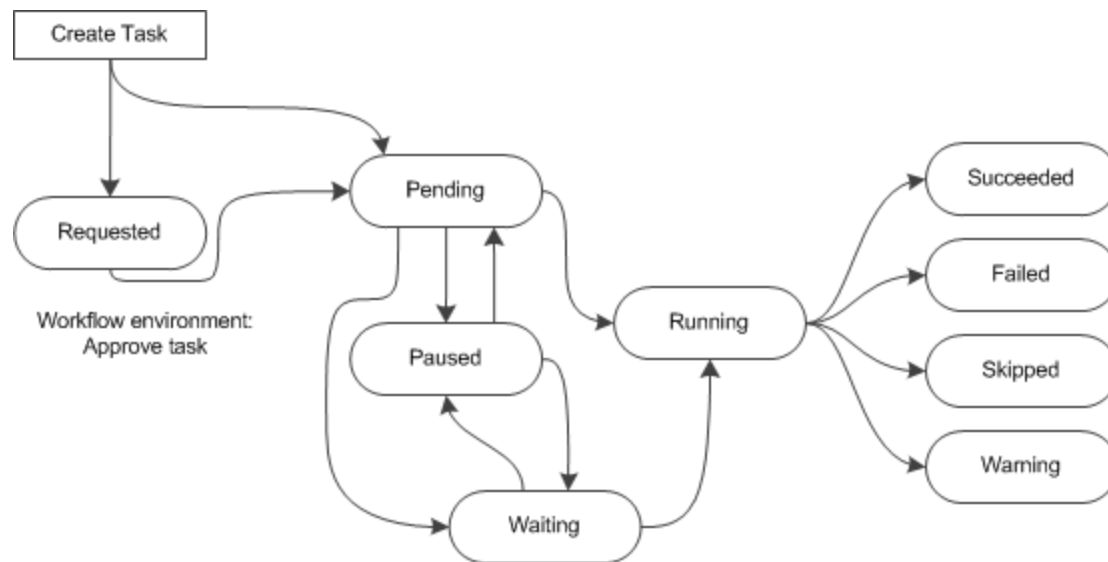 Create Task
Pending
Succeeded
Requested
Failed
Workflow environment:
Approve task
Running
Paused
Skipped
Warning
Waiting